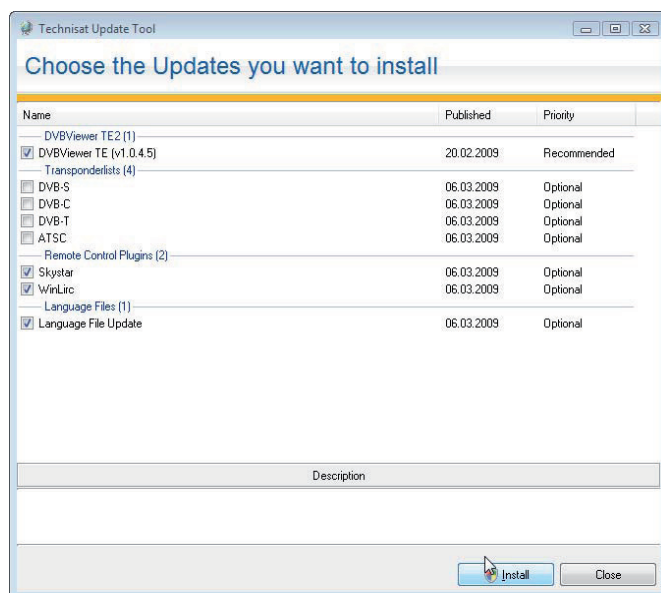 Technisat Update Tool
Choose the Updates you want to install
Name Published Priority
DVBViewer TE2 (1)
DVBViewer TE (v1.0.4.5) 20.02.2009 Recommended
Transponderlists (4)
DVB-S 06.03.2009 Optional
DVB-C 06.03.2009 Optional
DVB-T 06.03.2009 Optional
ATSC 06.03.2009 Optional
Remote Control Plugins (2)
Skystar 06.03.2009 Optional
WinLirc 06.03.2009 Optional
Language Files (1)
Language File Update 06.03.2009 Optional
Description
Install Close